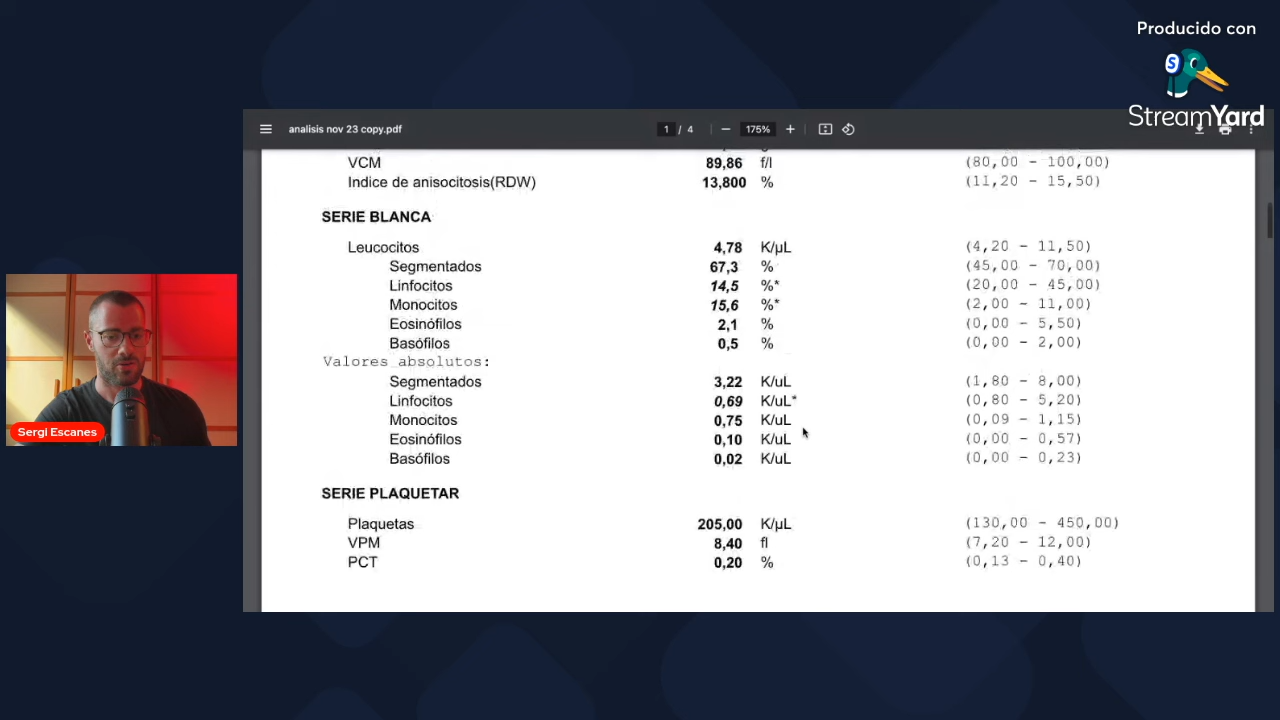 Producido con
StreamYard
analisis nov 23 copy.pdf 1 / 4 175%
VCM 89,86 f/l (80,00 - 100,00)
Indice de anisocitosis(RDW) 13,800 % (11,20 - 15,50)
SERIE BLANCA
Leucocitos 4,78 K/µL (4,20 - 11,50)
Segmentados 67,3 % (45,00 - 70,00)
Linfocitos 14,5 %* (20,00 - 45,00)
Monocitos 15,6 %* (2,00 - 11,00)
Eosinófilos 2,1 % (0,00 - 5,50)
Basófilos 0,5 % (0,00 - 2,00)
Valores absolutos:
Segmentados 3,22 K/uL (1,80 - 8,00)
Linfocitos 0,69 K/uL* (0,80 - 5,20)
Monocitos 0,75 K/uL (0,09 - 1,15)
Eosinófilos 0,10 K/uL (0,00 - 0,57)
Basófilos 0,02 K/uL (0,00 - 0,23)
Sergi Escanes
SERIE PLAQUETAR
Plaquetas 205,00 K/µL (130,00 - 450,00)
VPM 8,40 fl (7,20 - 12,00)
PCT 0,20 % (0,13 - 0,40)